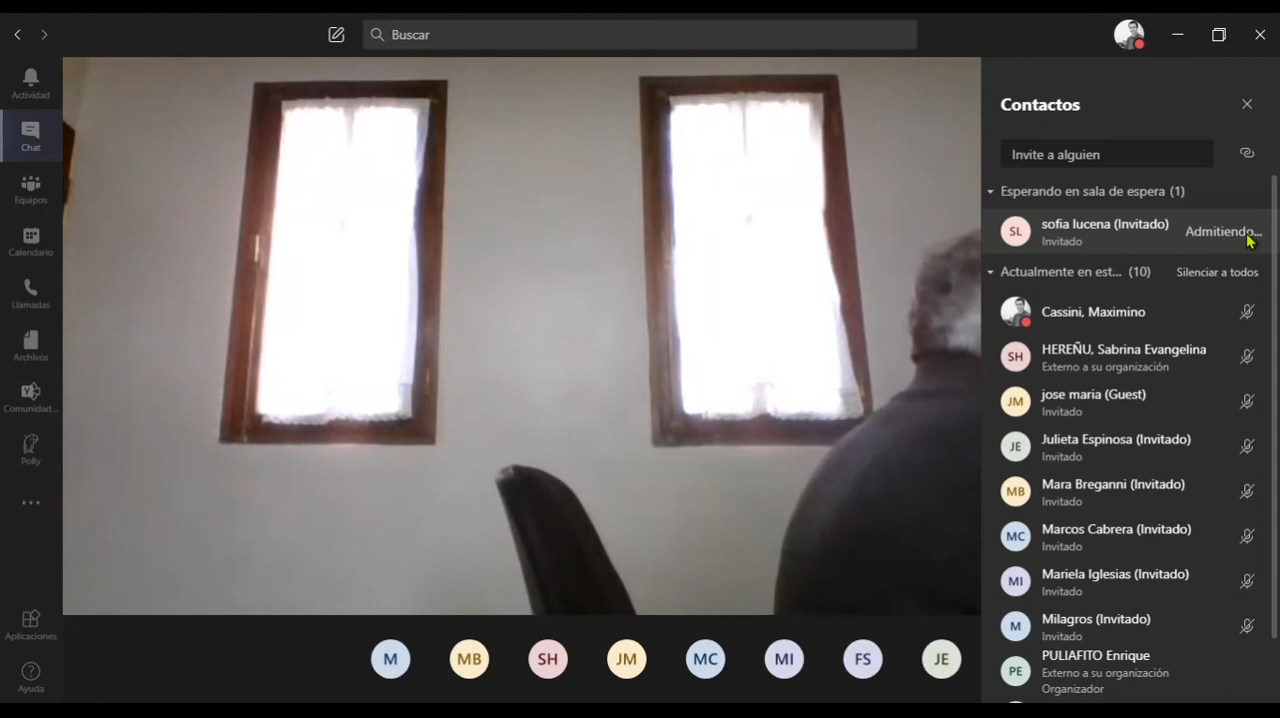 Buscar
Actividad
Chat
Equipos
Calendario
Llamadas
Archivos
Comunidad...
Polly
Aplicaciones
Ayuda
M
MB
SH
JM
MC
MI
FS
JE
Contactos
Invite a alguien
Esperando en sala de espera (1)
SL
sofia lucena (Invitado)
Invitado
Admitiendo...
Actualmente en est... (10)
Silenciar a todos
Cassini, Maximino
SH
HEREÑU, Sabrina Evangelina
Externo a su organización
JM
jose maria (Guest)
Invitado
JE
Julieta Espinosa (Invitado)
Invitado
MB
Mara Breganni (Invitado)
Invitado
MC
Marcos Cabrera (Invitado)
Invitado
MI
Mariela Iglesias (Invitado)
Invitado
M
Milagros (Invitado)
Invitado
PE
PULIAFITO Enrique
Externo a su organización
Organizador